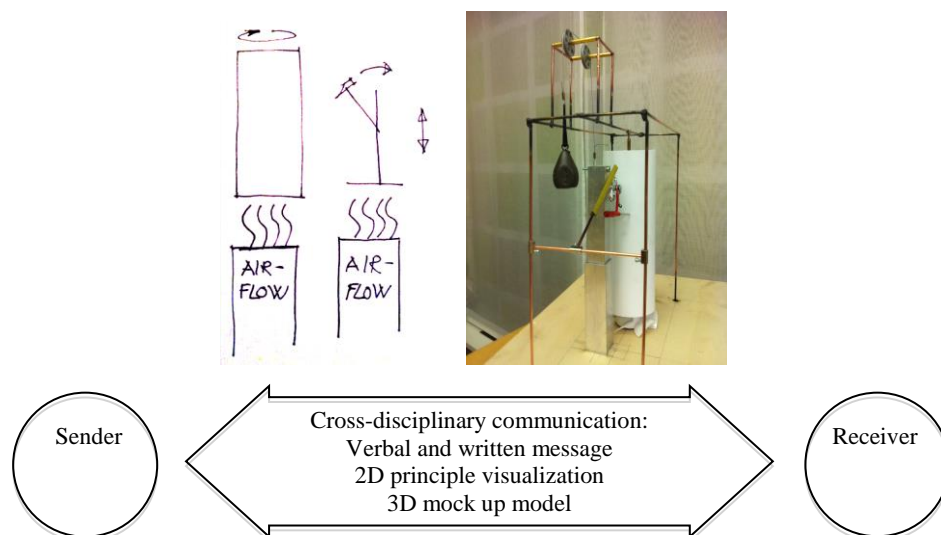 AIR-
FLOW
AIR-
FLOW
Sender
Cross-disciplinary communication:
Verbal and written message
2D principle visualization
3D mock up model
Receiver